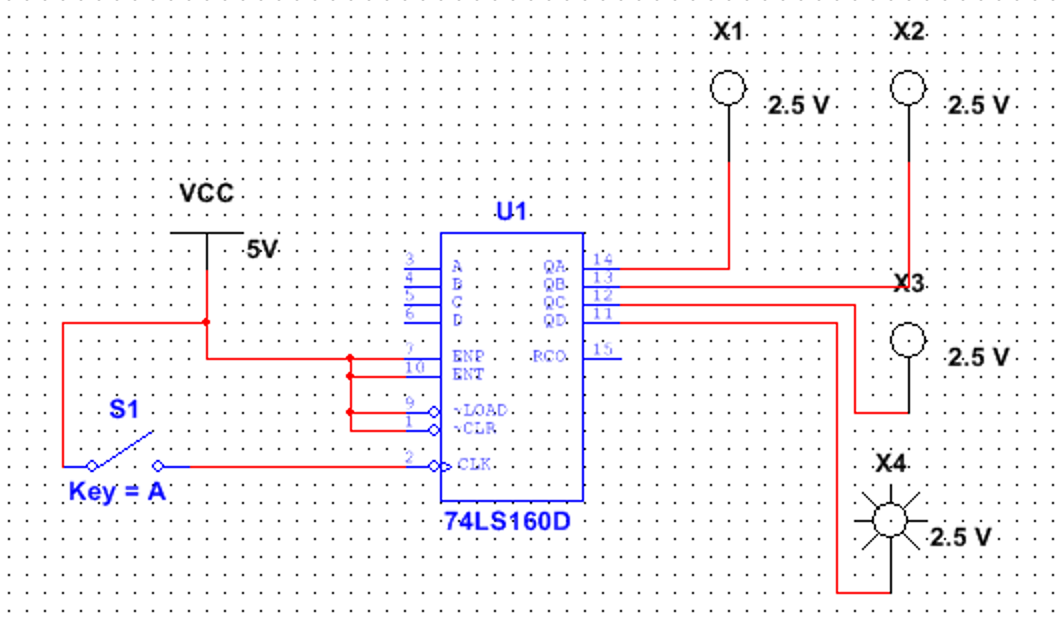 X1
X2
2.5 V
2.5 V
VCC
5V
U1
3
A
QA
14
4
B
QB
13
5
C
QC
12
6
D
QD
11
7
ENP
RCO
15
10
ENT
9
~LOAD
1
~CLR
2
CLK
74LS160D
S1
Key = A
X3
2.5 V
X4
2.5 V